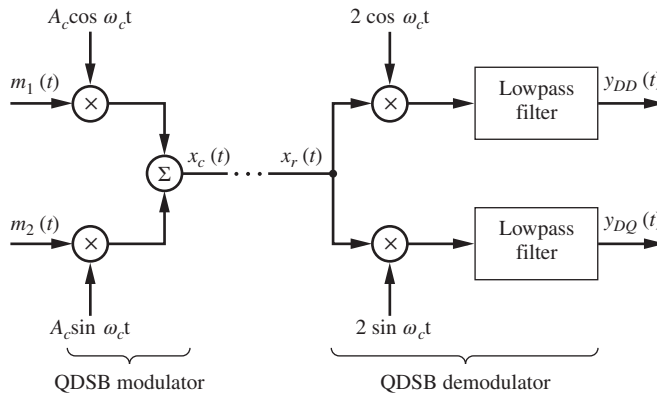 A_c cos ω_c t
2 cos ω_c t
m_1 (t)
×
×
Lowpass
filter
y_DD (t)
Σ
x_c (t)
x_r (t)
m_2 (t)
×
×
Lowpass
filter
y_DQ (t)
A_c sin ω_c t
2 sin ω_c t
QDSB modulator
QDSB demodulator